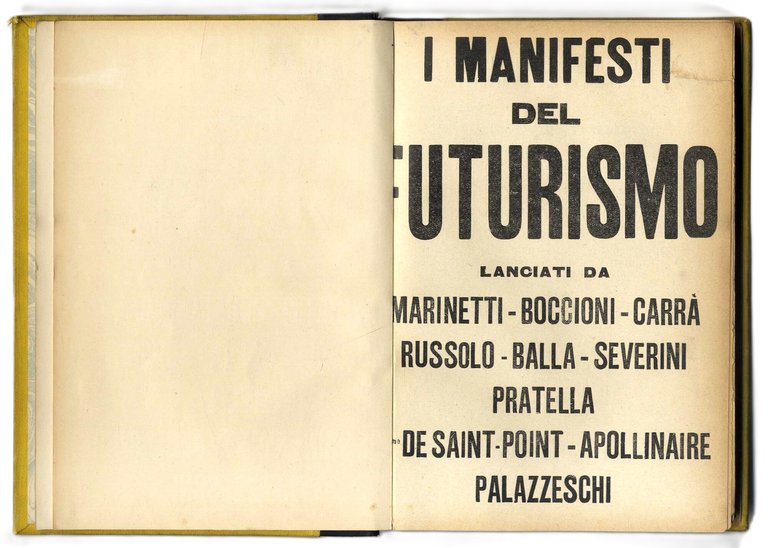 I MANIFESTI
DEL
FUTURISMO
LANCIATI DA
MARINETTI - BOCCIONI - CARRÀ
RUSSOLO - BALLA - SEVERINI
PRATELLA
DE SAINT-POINT - APOLLINAIRE
PALAZZESCHI